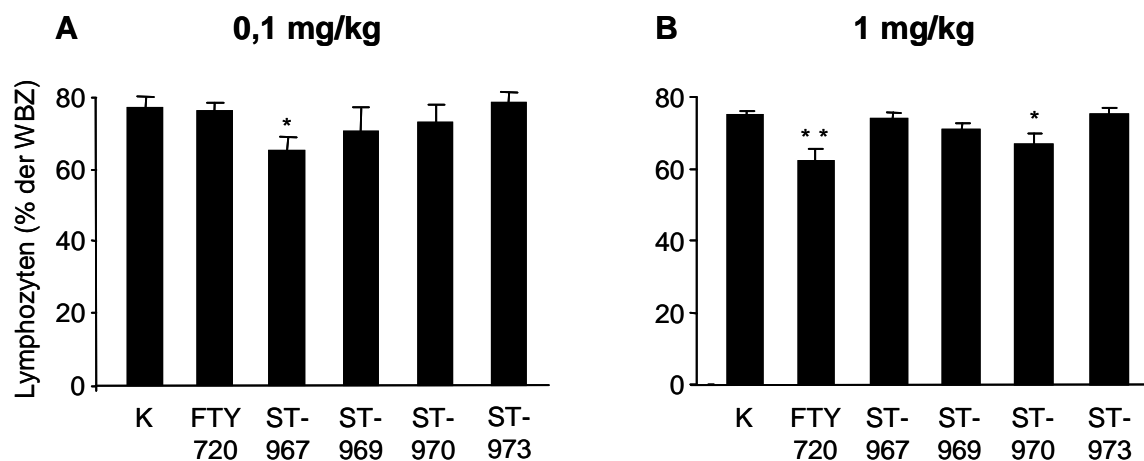 A 0,1 mg/kg
Lymphozyten (% der WBZ)
80
60
40
20
0
*
K FTY 720 ST-967 ST-969 ST-970 ST-973
B 1 mg/kg
80
60
40
20
0
* *
*
K FTY 720 ST-967 ST-969 ST-970 ST-973